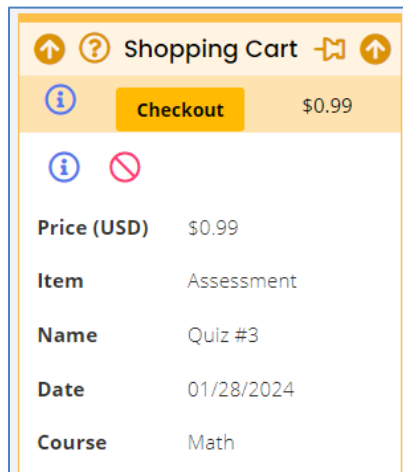 Shopping Cart
Checkout $0.99
Price (USD) $0.99
Item Assessment
Name Quiz #3
Date 01/28/2024
Course Math